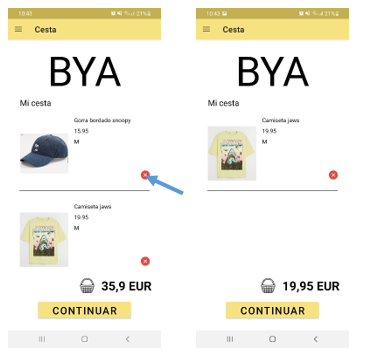 10:43
21%
Cesta
BYA
Mi cesta
Gorra bordado snoopy
15.95
M
Camiseta jaws
19.95
M
35,9 EUR
CONTINUAR
10:43
21%
Cesta
BYA
Mi cesta
Camiseta jaws
19.95
M
19,95 EUR
CONTINUAR